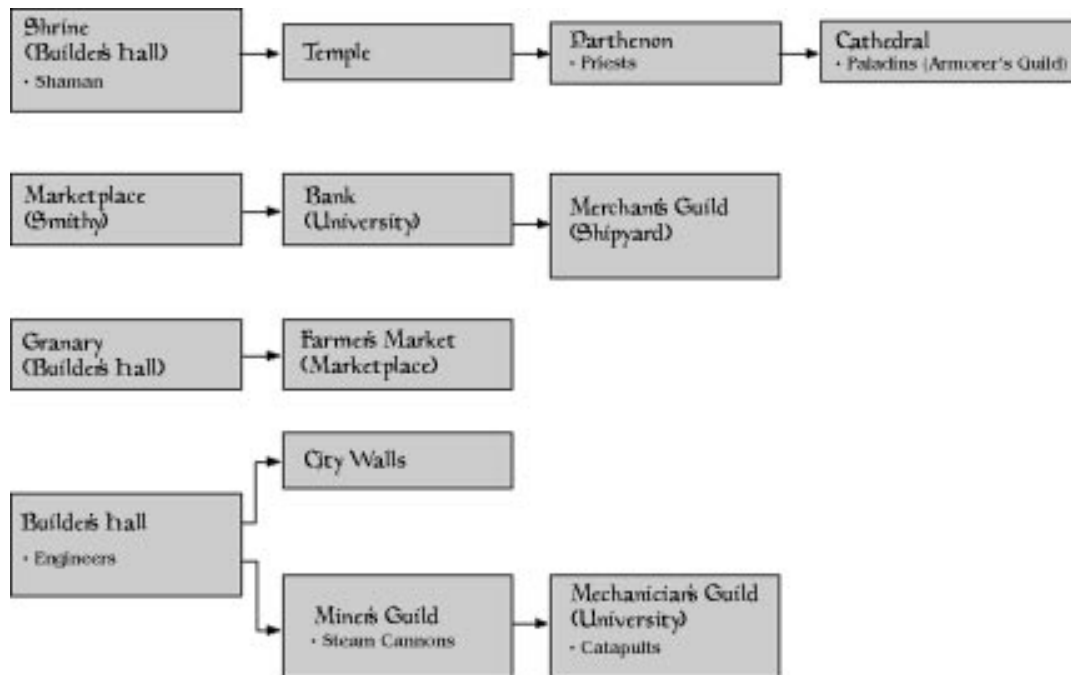 Shrine
(Builder's Hall)
• Shaman
Temple
Parthenon
• Priests
Cathedral
• Paladins (Armorer's Guild)
Marketplace
(Smithy)
Bank
(University)
Merchant's Guild
(Shipyard)
Granary
(Builder's Hall)
Farmer's Market
(Marketplace)
City Walls
Builder's Hall
• Engineers
Miner's Guild
• Steam Cannons
Mechanician's Guild
(University)
• Catapults